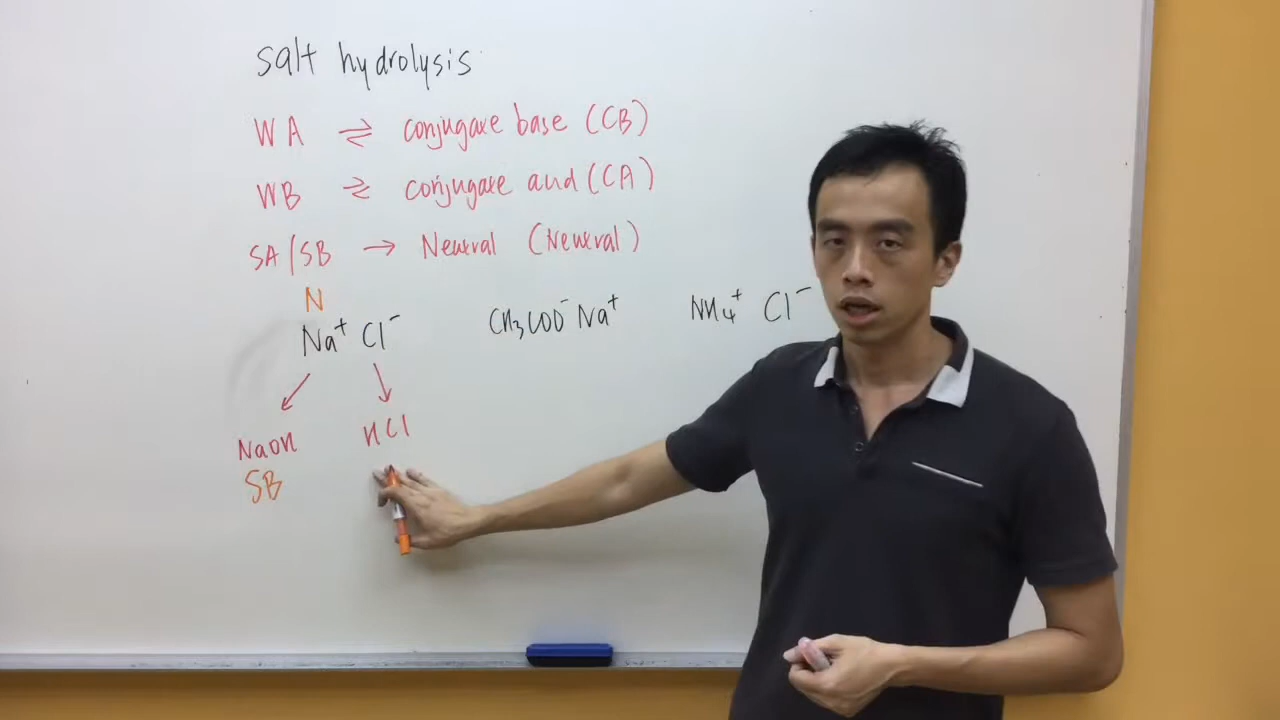 salt hydrolysis
WA ⇌ conjugate base (CB)
WB ⇌ conjugate acid (CA)
SA/SB → Neutral (Neutral)
N
Na⁺ Cl⁻ CH₃COO⁻ Na⁺ NH₄⁺ Cl⁻
NaOH HCl
SB